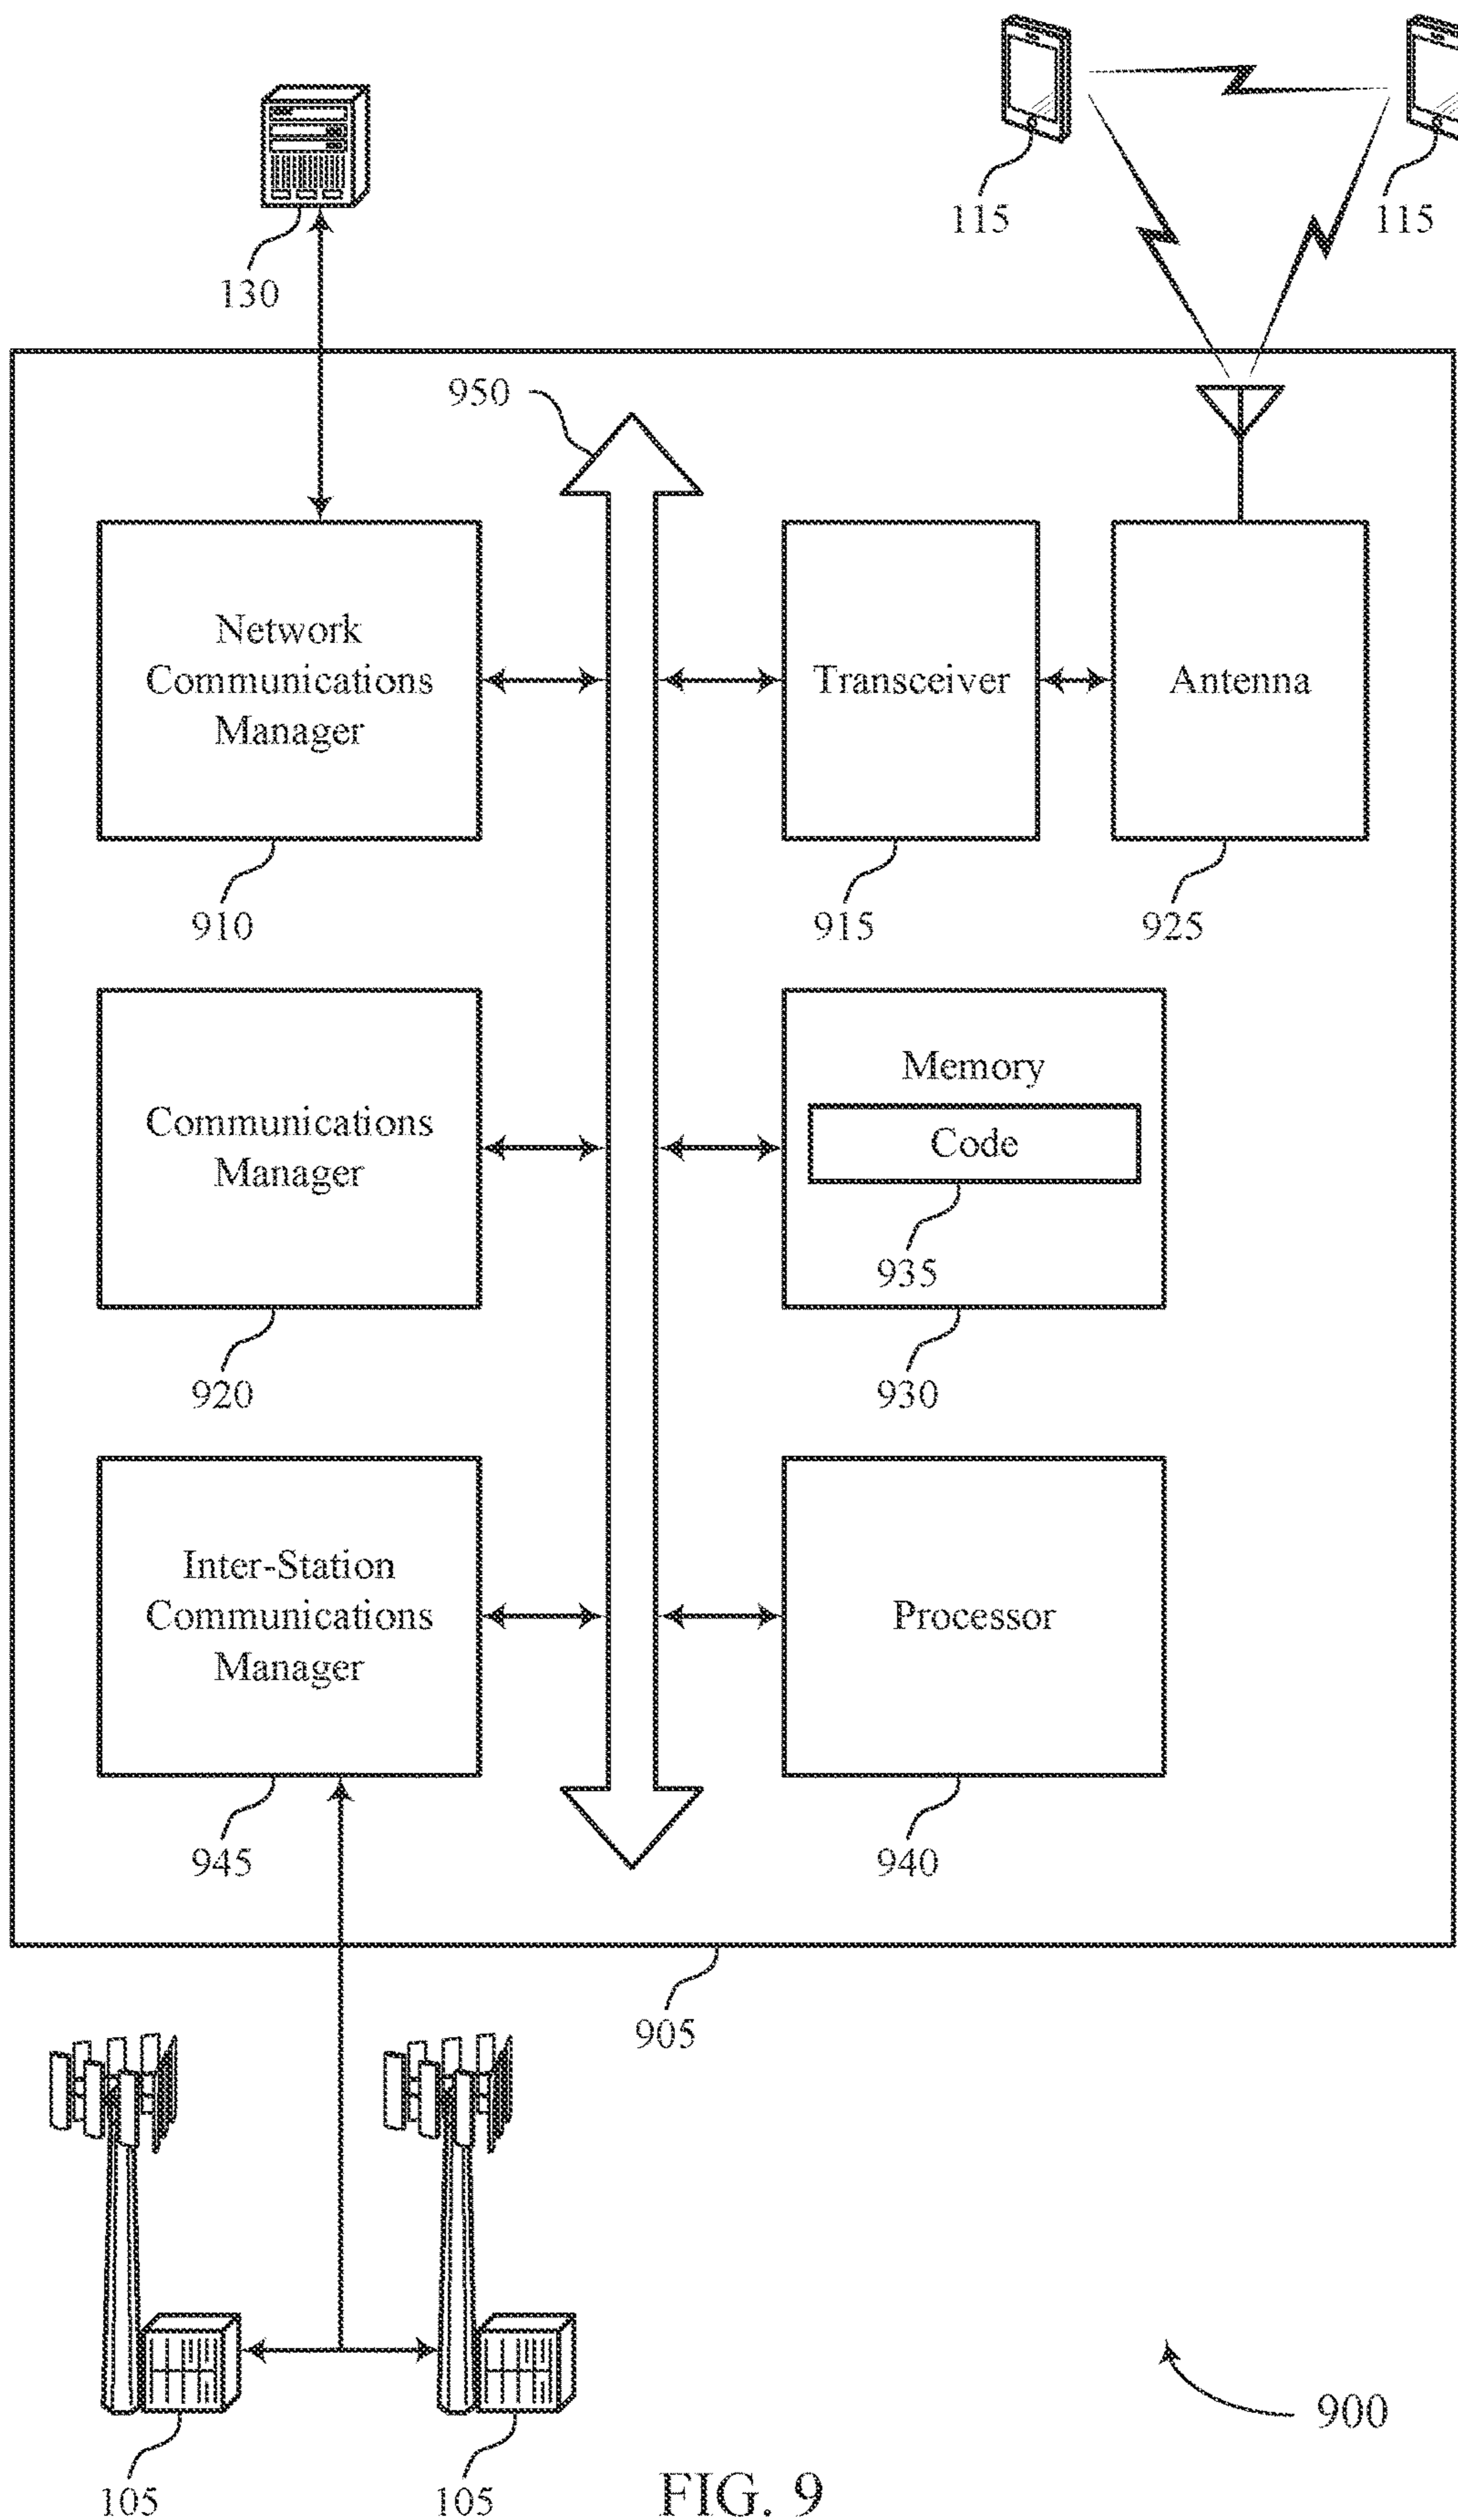 115
115
130
950
Network
Communications
Manager
Transceiver
Antenna
910
915
925
Communications
Manager
Memory
Code
935
920
930
Inter-Station
Communications
Manager
Processor
945
940
905
900
105
105
FIG. 9